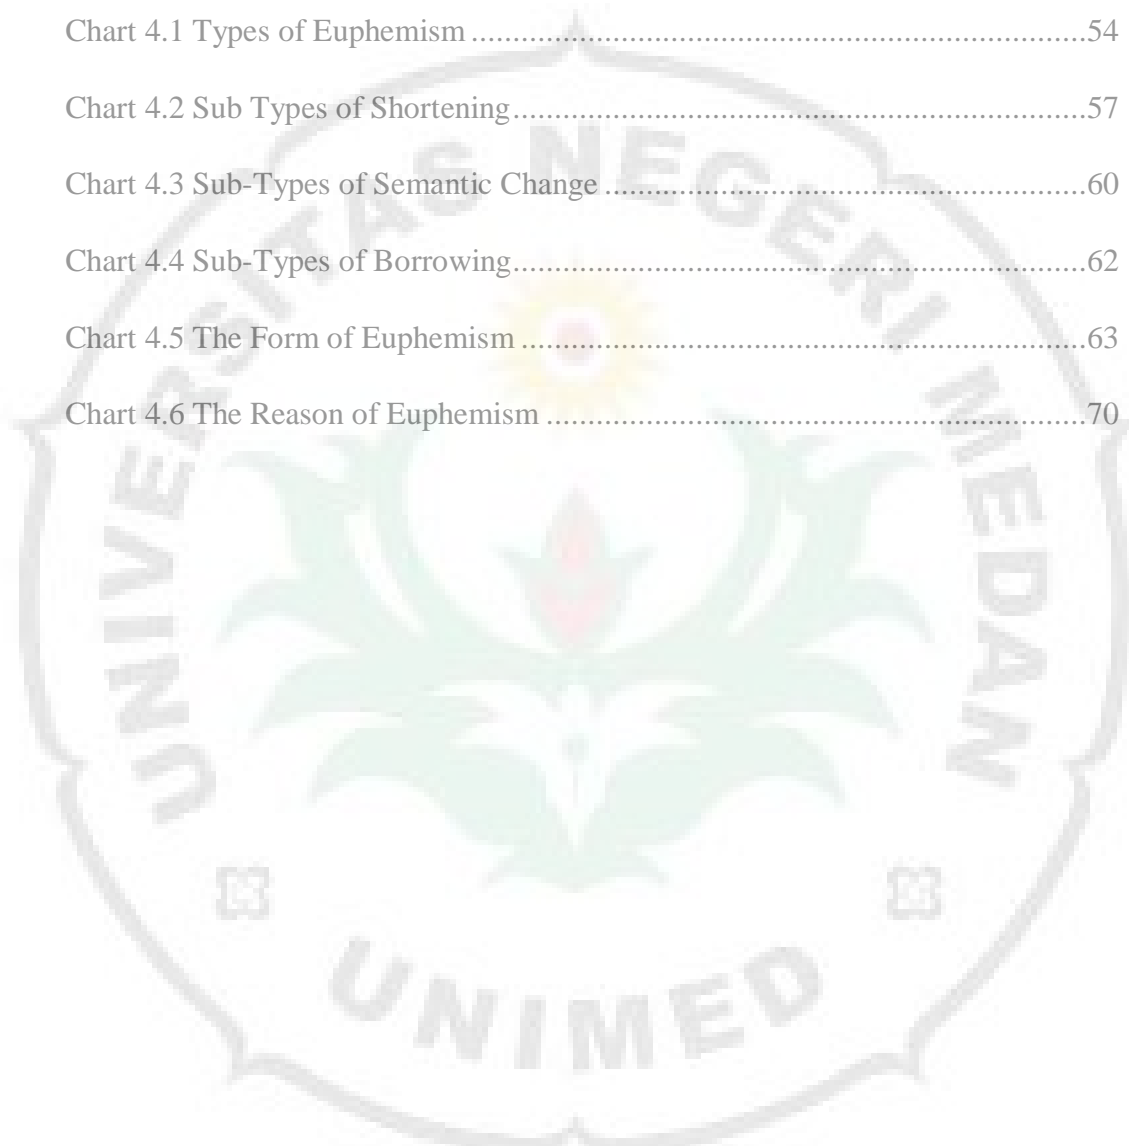 Chart 4.1 Types of Euphemism ..........................................................................54
Chart 4.2 Sub Types of Shortening.....................................................................57
Chart 4.3 Sub-Types of Semantic Change ..........................................................60
Chart 4.4 Sub-Types of Borrowing.....................................................................62
Chart 4.5 The Form of Euphemism ....................................................................63
Chart 4.6 The Reason of Euphemism .................................................................70
UNIVERSITAS NEGERI MEDAN
UNIMED